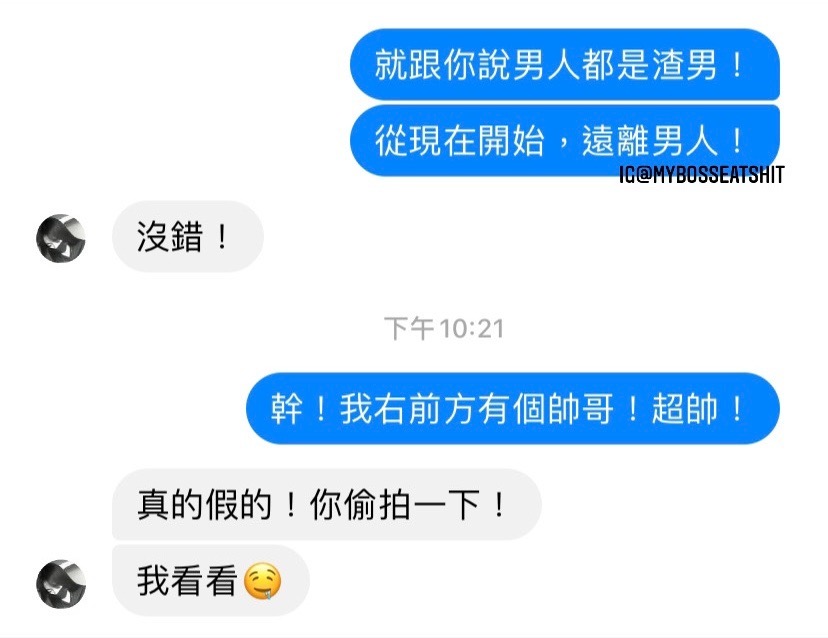 就跟你說男人都是渣男！
從現在開始，遠離男人！
IG@MYBOSSEATSHIT
沒錯！
下午10:21
幹！我右前方有個帥哥！超帥！
真的假的！你偷拍一下！
我看看🤤